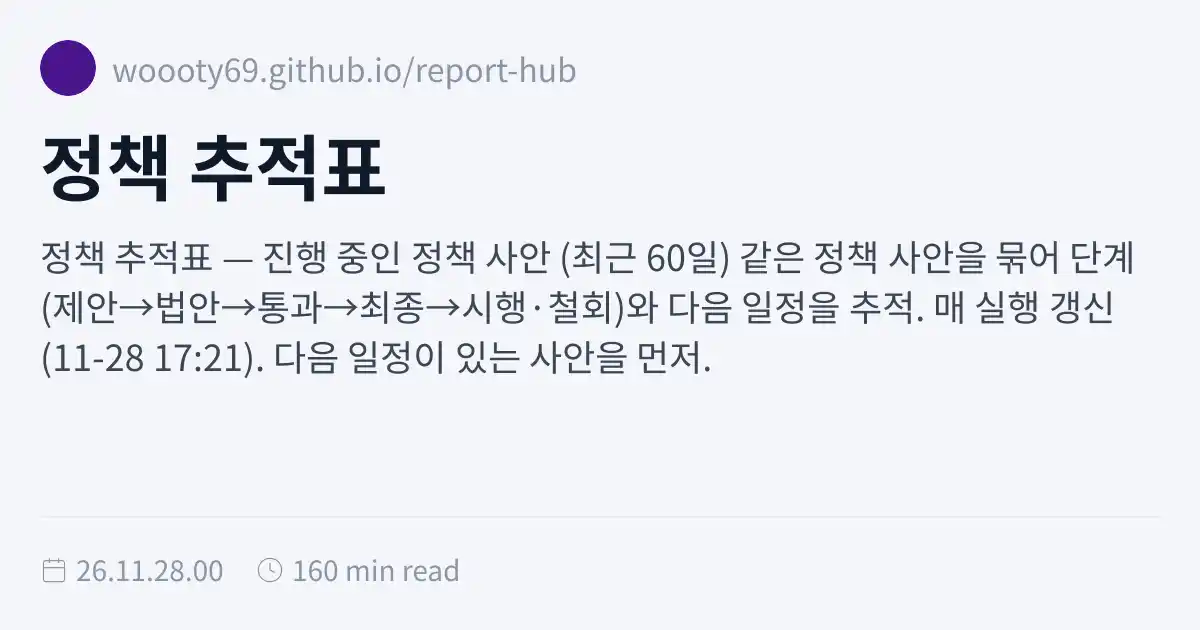 woooty69.github.io/report-hub
정책 추적표
정책 추적표 — 진행 중인 정책 사안 (최근 60일) 같은 정책 사안을 묶어 단계
(제안→법안→통과→최종→시행·철회)와 다음 일정을 추적. 매 실행 갱신
(11-28 17:21). 다음 일정이 있는 사안을 먼저.
26.11.28.00 160 min read